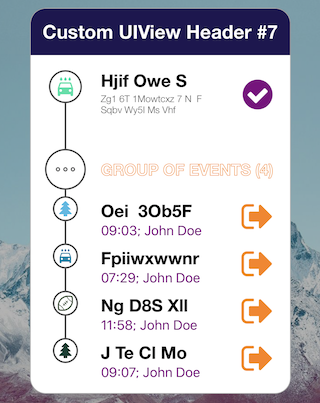 Custom UIView Header #7
Hjif Owe S
Zg1 6T 1Mowtcxz 7 N F
Sqbv Wy5l Ms Vhf
GROUP OF EVENTS (4)
Oei 3Ob5F
09:03; John Doe
Fpiiwxwwnr
07:29; John Doe
Ng D8S Xll
11:58; John Doe
J Te Cl Mo
09:07; John Doe